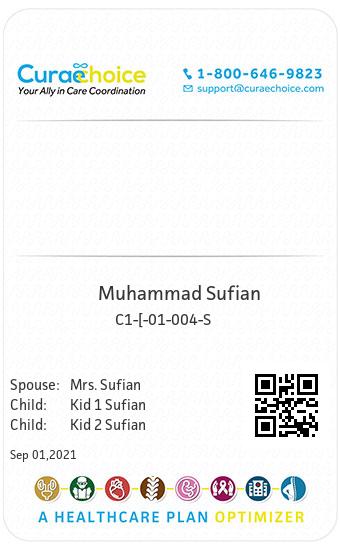 Curaechoice
1-800-646-9823
Your Ally in Care Coordination
support@curaechoice.com
Muhammad Sufian
C1-[-01-004-S
Spouse: Mrs. Sufian
Child: Kid 1 Sufian
Child: Kid 2 Sufian
Sep 01,2021
A HEALTHCARE PLAN OPTIMIZER